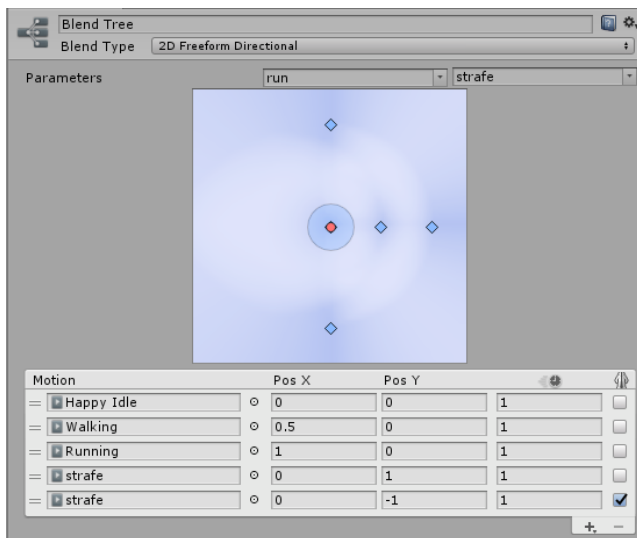 Blend Tree
Blend Type 2D Freeform Directional
Parameters run strafe
Motion Pos X Pos Y
Happy Idle 0 0 1
Walking 0.5 0 1
Running 1 0 1
strafe 0 1 1
strafe 0 -1 1